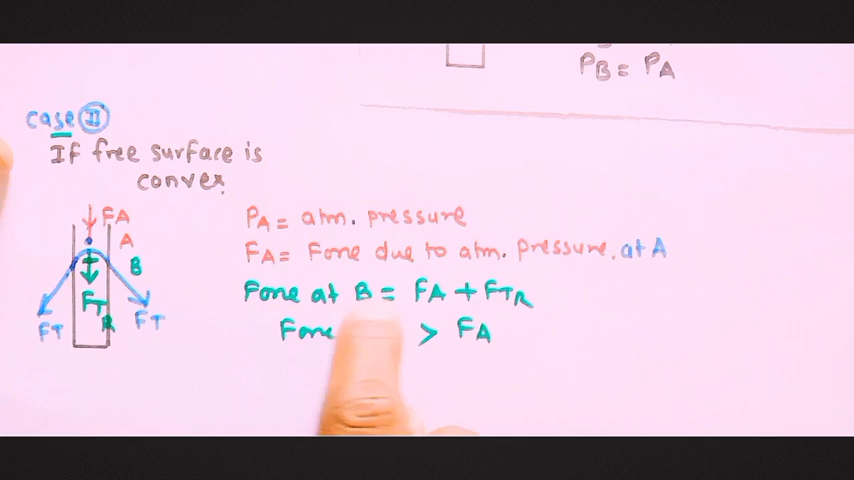 PB = PA
Case II
If free surface is
convex
PA = atm. pressure
FA = Force due to atm. pressure. at A
Force at B = FA + FTR
Force > FA
FA
A
B
FTR
FT
FT